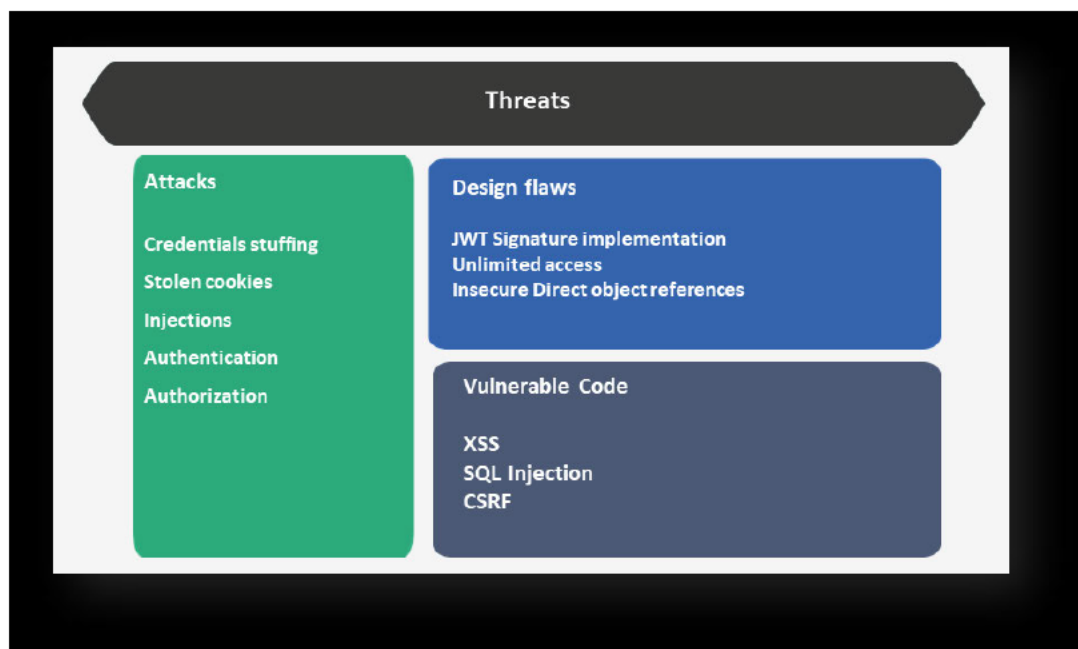 Threats
Attacks
Credentials stuffing
Stolen cookies
Injections
Authentication
Authorization
Design flaws
JWT Signature implementation
Unlimited access
Insecure Direct object references
Vulnerable Code
XSS
SQL Injection
CSRF